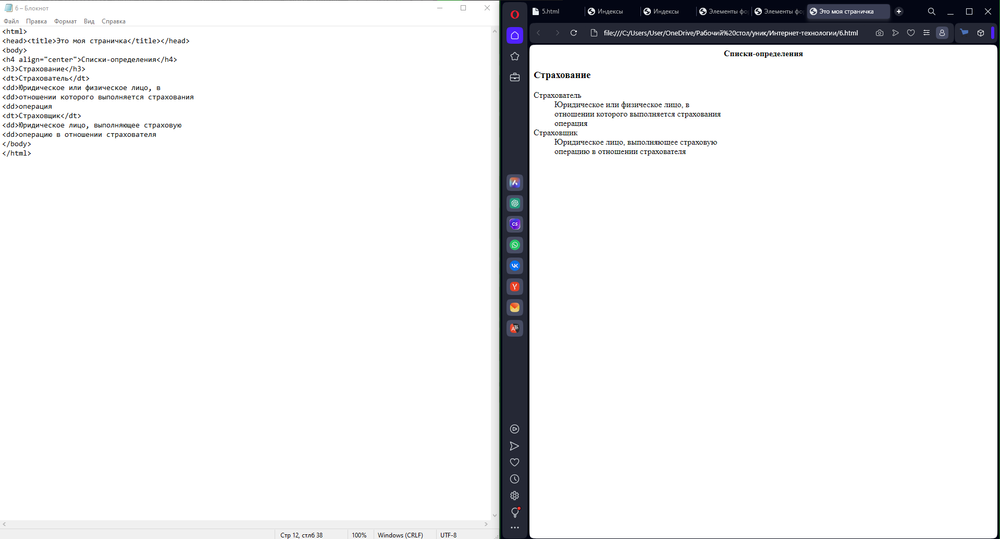 6 – Блокнот
Файл Правка Формат Вид Справка
<html>
<head><title>Это моя страничка</title></head>
<body>
<h4 align="center">Списки-определения</h4>
<h3>Страхование</h3>
<dt>Страхователь</dt>
<dd>Юридическое или физическое лицо, в
<dd>отношении которого выполняется страхования
<dd>операция
<dt>Страховщик</dt>
<dd>Юридическое лицо, выполняющее страховую
<dd>операцию в отношении страхователя
</body>
</html>
Стр 12, стлб 38 100% Windows (CRLF) UTF-8
5.html Индексы Индексы Элементы фо Элементы фо Это моя страничка
file:///C:/Users/User/OneDrive/Рабочий%20стол/уник/Интернет-технологии/6.html
Списки-определения
Страхование
Страхователь
Юридическое или физическое лицо, в
отношении которого выполняется страхования
операция
Страховщик
Юридическое лицо, выполняющее страховую
операцию в отношении страхователя
CS